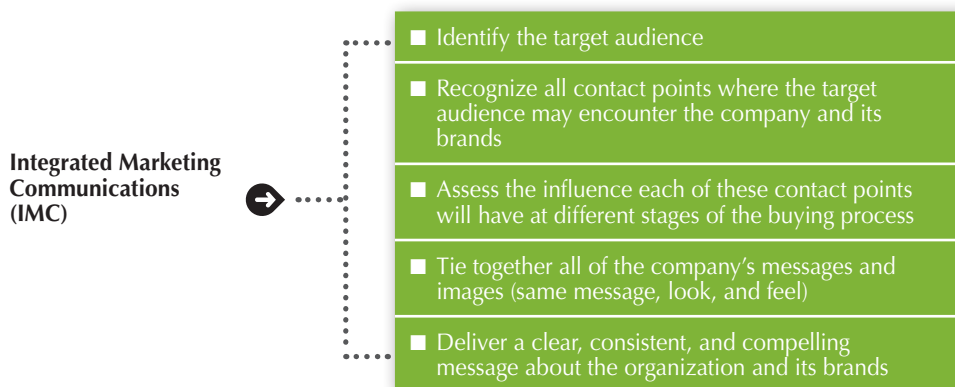 Integrated Marketing
Communications
(IMC)
■ Identify the target audience
■ Recognize all contact points where the target
audience may encounter the company and its
brands
■ Assess the influence each of these contact points
will have at different stages of the buying process
■ Tie together all of the company’s messages and
images (same message, look, and feel)
■ Deliver a clear, consistent, and compelling
message about the organization and its brands